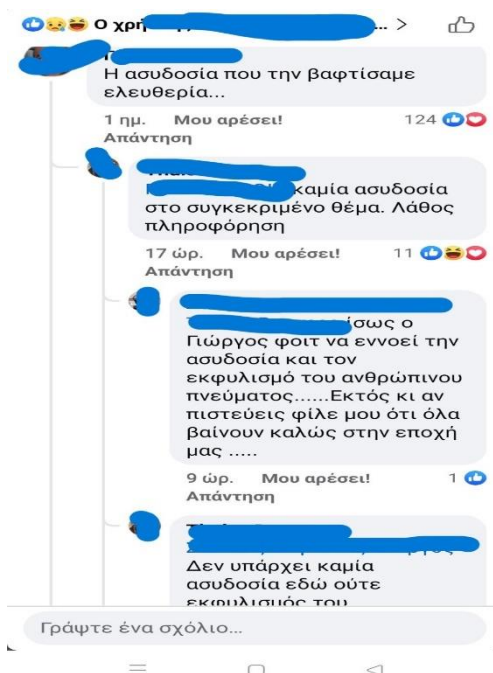 Ο χρή ... >
Η ασυδοσία που την βαφτίσαμε
ελευθερία...
1 ημ. Μου αρέσει! 124
Απάντηση
καμία ασυδοσία
στο συγκεκριμένο θέμα. Λάθος
πληροφόρηση
17 ώρ. Μου αρέσει! 11
Απάντηση
ίσως ο
Γιώργος φοιτ να εννοεί την
ασυδοσία και τον
εκφυλισμό του ανθρώπινου
πνεύματος......Εκτός κι αν
πιστεύεις φίλε μου ότι όλα
βαίνουν καλώς στην εποχή
μας .....
9 ώρ. Μου αρέσει! 1
Απάντηση
Δεν υπάρχει καμία
ασυδοσία εδώ ούτε
εκφυλισμός του
Γράψτε ένα σχόλιο...